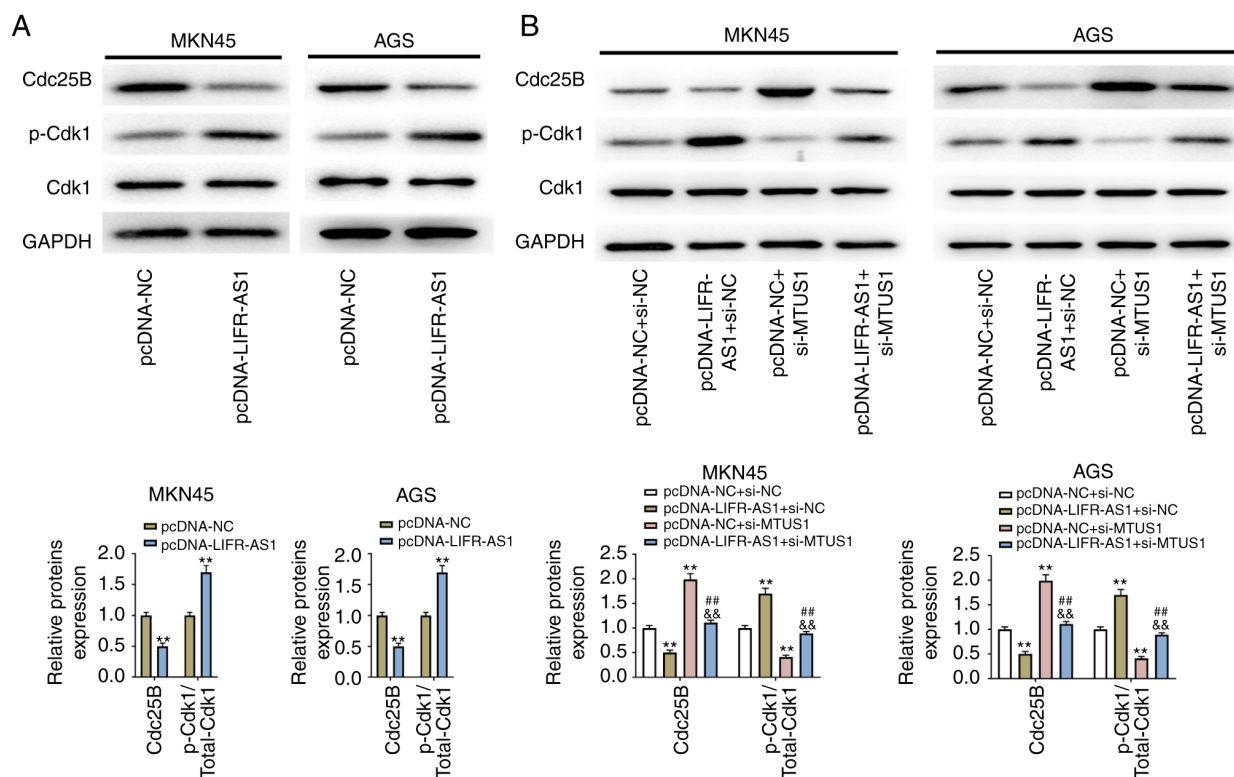 A
MKN45
AGS
Cdc25B
p-Cdk1
Cdk1
GAPDH
pcDNA-NC
pcDNA-LIFR-AS1
pcDNA-NC
pcDNA-LIFR-AS1
B
MKN45
AGS
Cdc25B
p-Cdk1
Cdk1
GAPDH
pcDNA-NC+si-NC
pcDNA-LIFR-
AS1+si-NC
pcDNA-NC+
si-MTUS1
pcDNA-LIFR-AS1+
si-MTUS1
pcDNA-NC+si-NC
pcDNA-LIFR-
AS1+si-NC
pcDNA-NC+
si-MTUS1
pcDNA-LIFR-AS1+
si-MTUS1
MKN45
pcDNA-NC
pcDNA-LIFR-AS1
Relative proteins
expression
2.0
1.5
1.0
0.5
0.0
**
**
Cdc25B
p-Cdk1/
Total-Cdk1
AGS
pcDNA-NC
pcDNA-LIFR-AS1
Relative proteins
expression
2.0
1.5
1.0
0.5
0.0
**
**
Cdc25B
p-Cdk1/
Total-Cdk1
MKN45
pcDNA-NC+si-NC
pcDNA-LIFR-AS1+si-NC
pcDNA-NC+si-MTUS1
pcDNA-LIFR-AS1+si-MTUS1
Relative proteins
expression
2.5
2.0
1.5
1.0
0.5
0.0
**
**
##
&&
**
**
##
&&
Cdc25B
p-Cdk1/
Total-Cdk1
AGS
pcDNA-NC+si-NC
pcDNA-LIFR-AS1+si-NC
pcDNA-NC+si-MTUS1
pcDNA-LIFR-AS1+si-MTUS1
Relative proteins
expression
2.5
2.0
1.5
1.0
0.5
0.0
**
**
##
&&
**
**
##
&&
Cdc25B
p-Cdk1/
Total-Cdk1